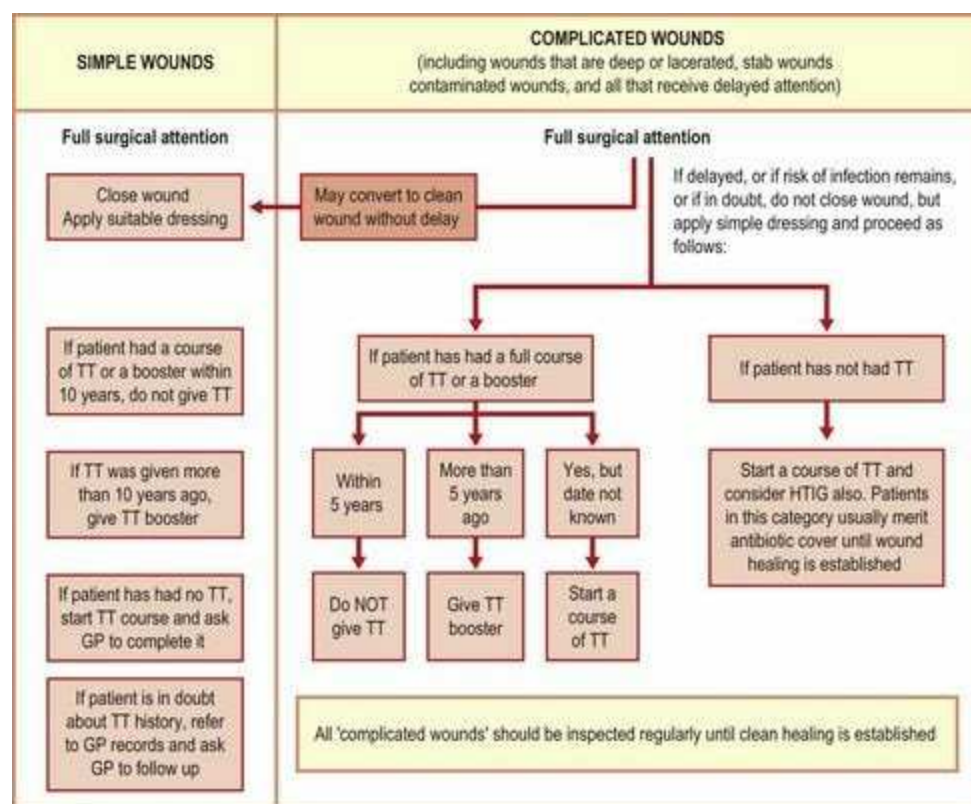 SIMPLE WOUNDS
COMPLICATED WOUNDS
(including wounds that are deep or lacerated, stab wounds
contaminated wounds, and all that receive delayed attention)
Full surgical attention
Close wound
Apply suitable dressing
If patient had a course
of TT or a booster within
10 years, do not give TT
If TT was given more
than 10 years ago,
give TT booster
If patient has had no TT,
start TT course and ask
GP to complete it
If patient is in doubt
about TT history, refer
to GP records and ask
GP to follow up
Full surgical attention
May convert to clean
wound without delay
If delayed, or if risk of infection remains,
or if in doubt, do not close wound, but
apply simple dressing and proceed as
follows:
If patient has had a full course
of TT or a booster
If patient has not had TT
Within
5 years
More than
5 years
ago
Yes, but
date not
known
Start a course of TT and
consider HTIG also. Patients
in this category usually merit
antibiotic cover until wound
healing is established
Do NOT
give TT
Give TT
booster
Start a
course
of TT
All 'complicated wounds' should be inspected regularly until clean healing is established